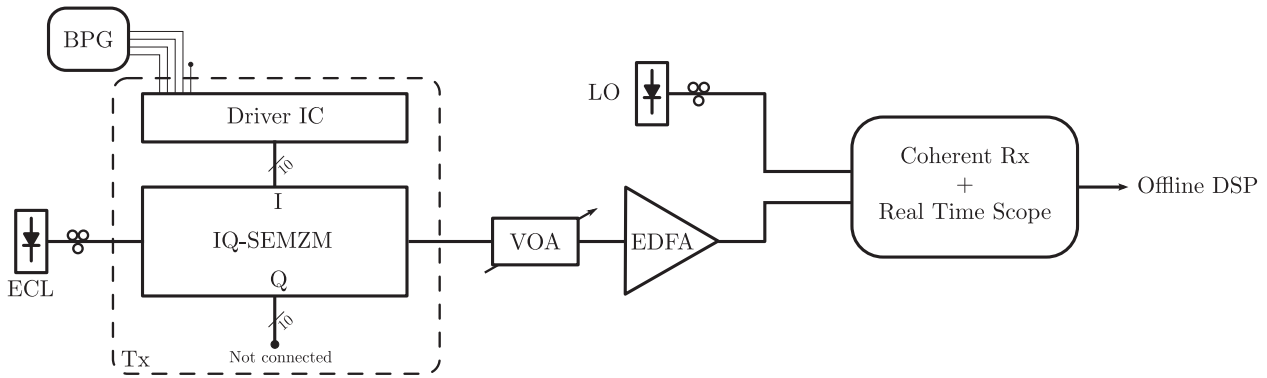 BPG
Driver IC
10
I
IQ-SEMZM
Q
10
Not connected
Tx
ECL
VOA
EDFA
LO
Coherent Rx
+
Real Time Scope
Offline DSP